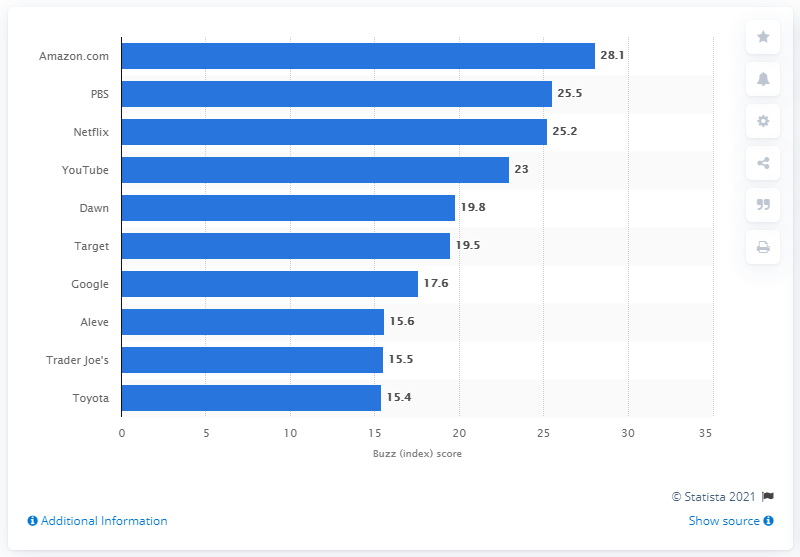 Amazon.com 28.1
PBS 25.5
Netflix 25.2
YouTube 23
Dawn 19.8
Target 19.5
Google 17.6
Aleve 15.6
Trader Joe's 15.5
Toyota 15.4
0 5 10 15 20 25 30 35
Buzz (index) score
© Statista 2021
Additional Information Show source